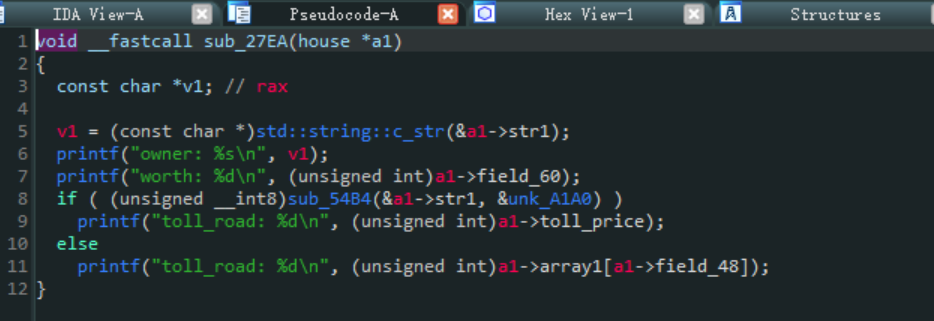 IDA View-A Pseudocode-A Hex View-1 Structures
1 void __fastcall sub_27EA(house *a1)
2 {
3   const char *v1; // rax
4
5   v1 = (const char *)std::string::c_str(&a1->str1);
6   printf("owner: %s\n", v1);
7   printf("worth: %d\n", (unsigned int)a1->field_60);
8   if ( (unsigned __int8)sub_54B4(&a1->str1, &unk_A1A0) )
9     printf("toll_road: %d\n", (unsigned int)a1->toll_price);
10   else
11     printf("toll_road: %d\n", (unsigned int)a1->array1[a1->field_48]);
12 }